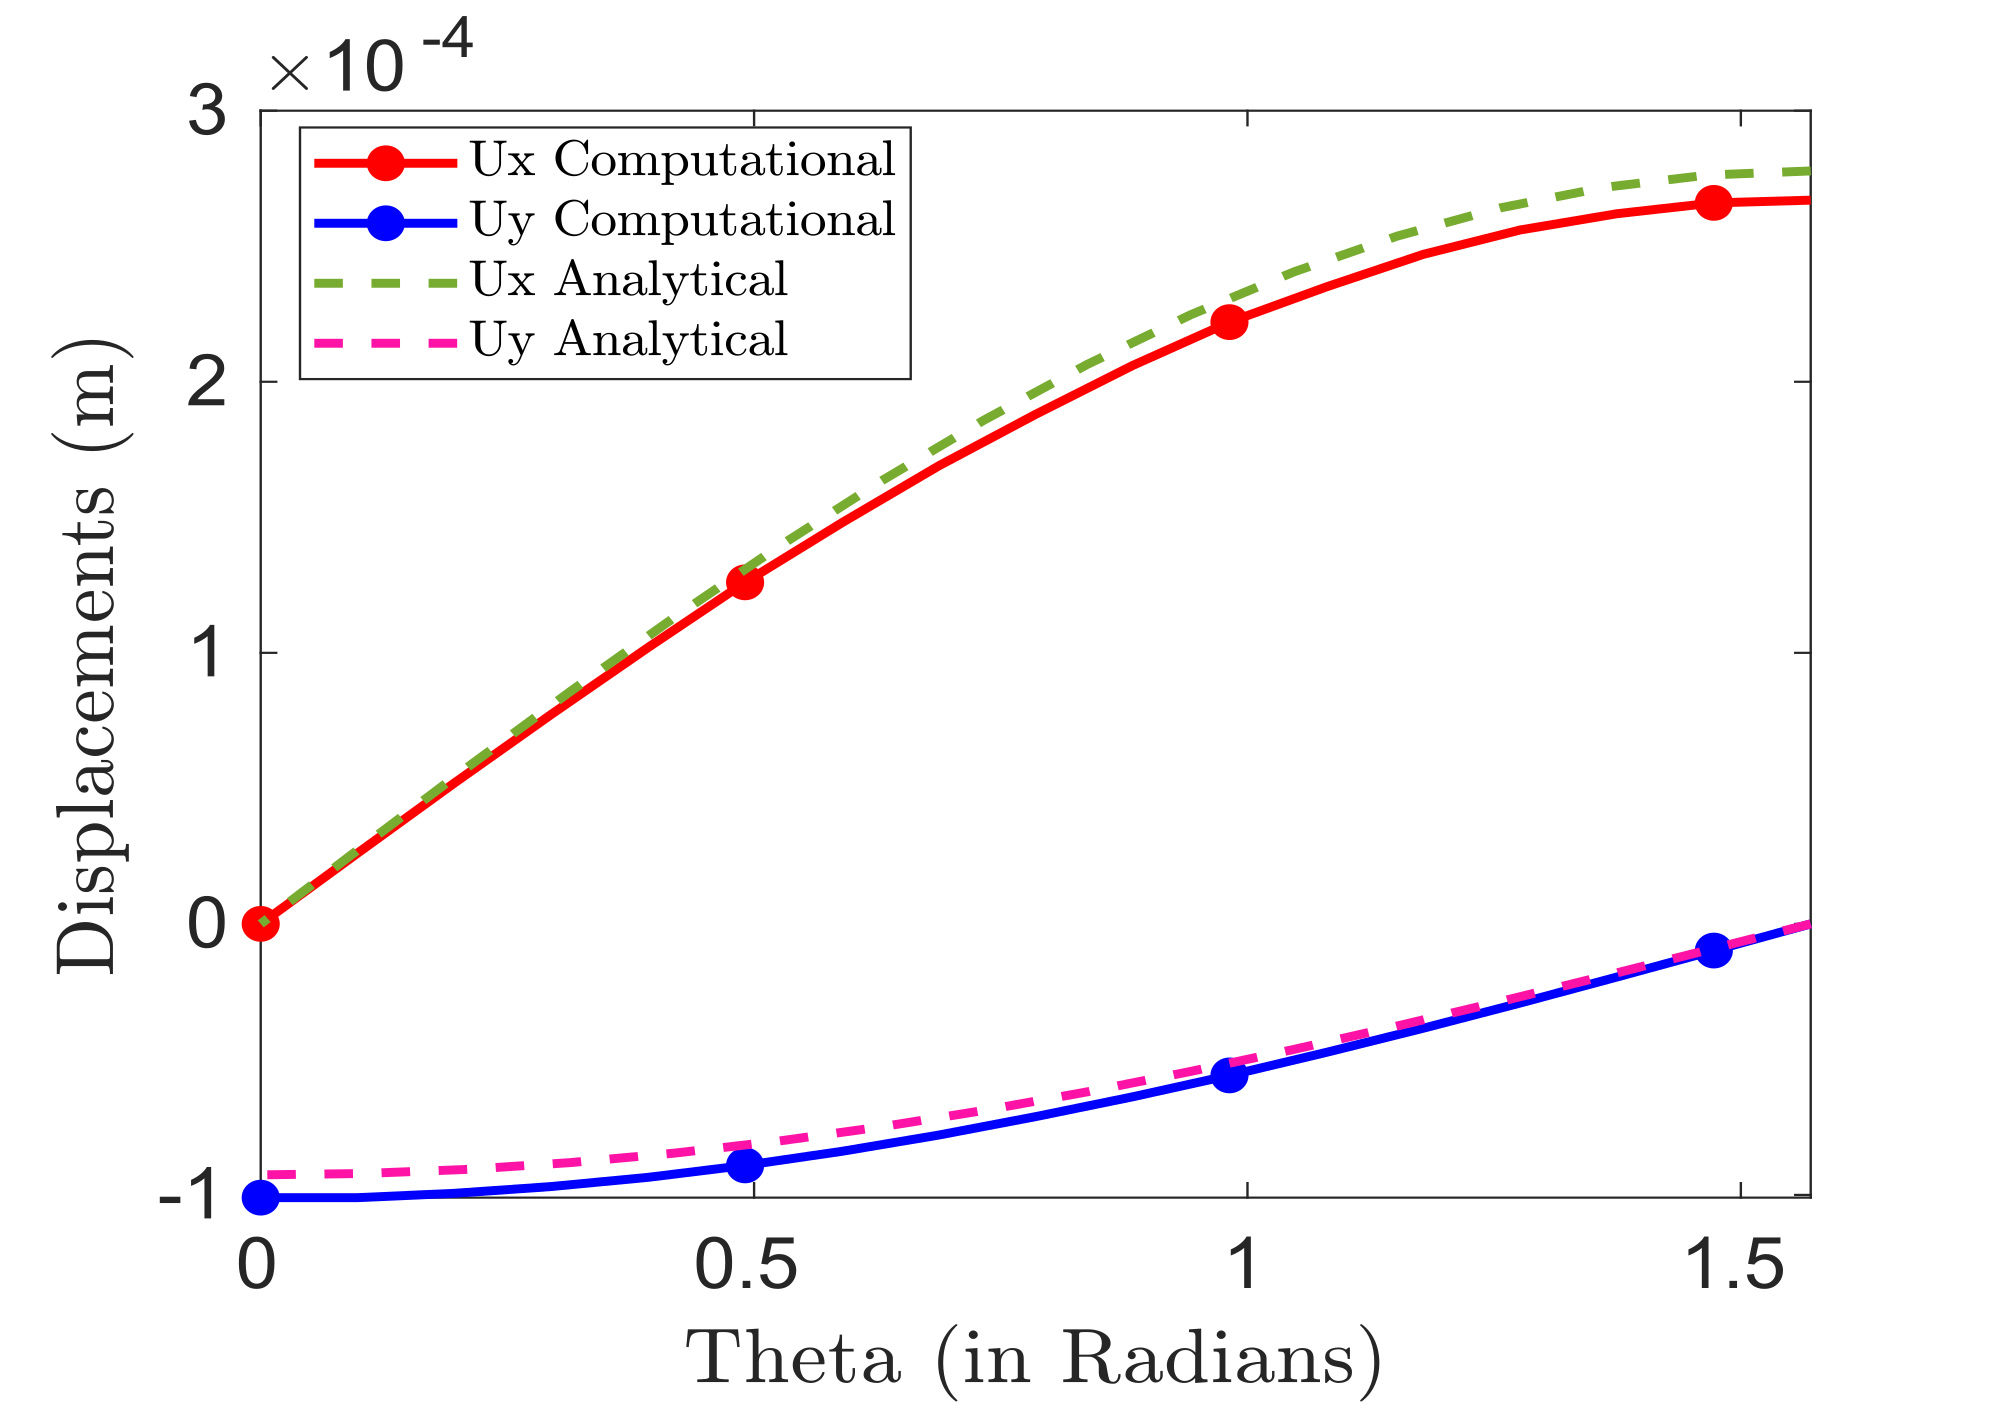 ×10 -4
3
2
1
0
-1
Ux Computational
Uy Computational
Ux Analytical
Uy Analytical
Displacements (m)
0 0.5 1 1.5
Theta (in Radians)